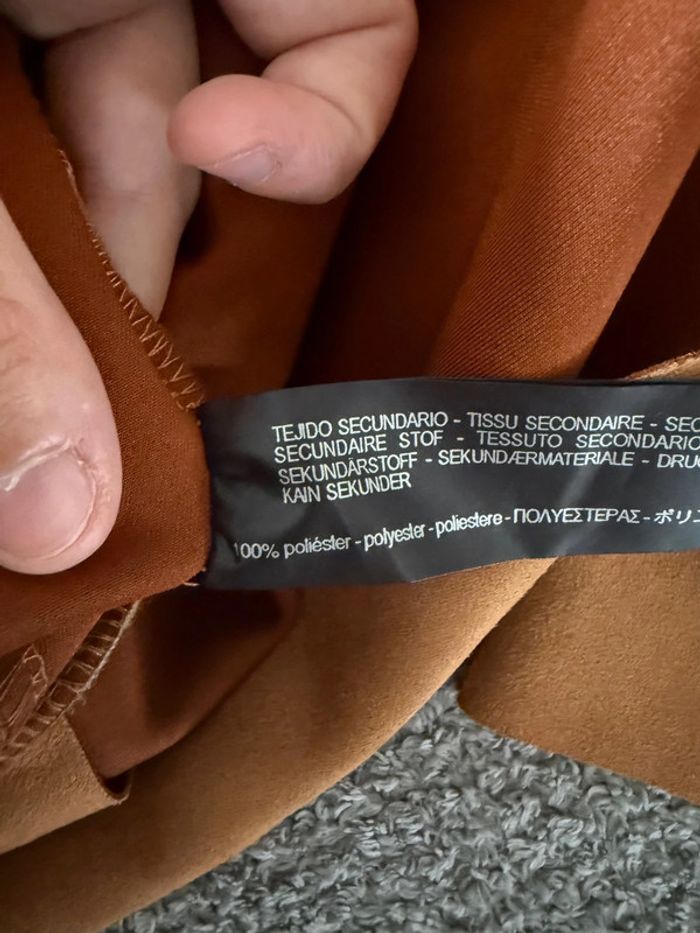 TEJIDO SECUNDARIO - TISSU SECONDAIRE - SEC
SECUNDAIRE STOF - TESSUTO SECONDARIO
SEKUNDÄRSTOFF - SEKUNDÆRMATERIALE - DRU
KAIN SEKUNDER
100% poliéster - polyester - poliestere - ΠΟΛΥΕΣΤΕΡΑΣ - ポリ